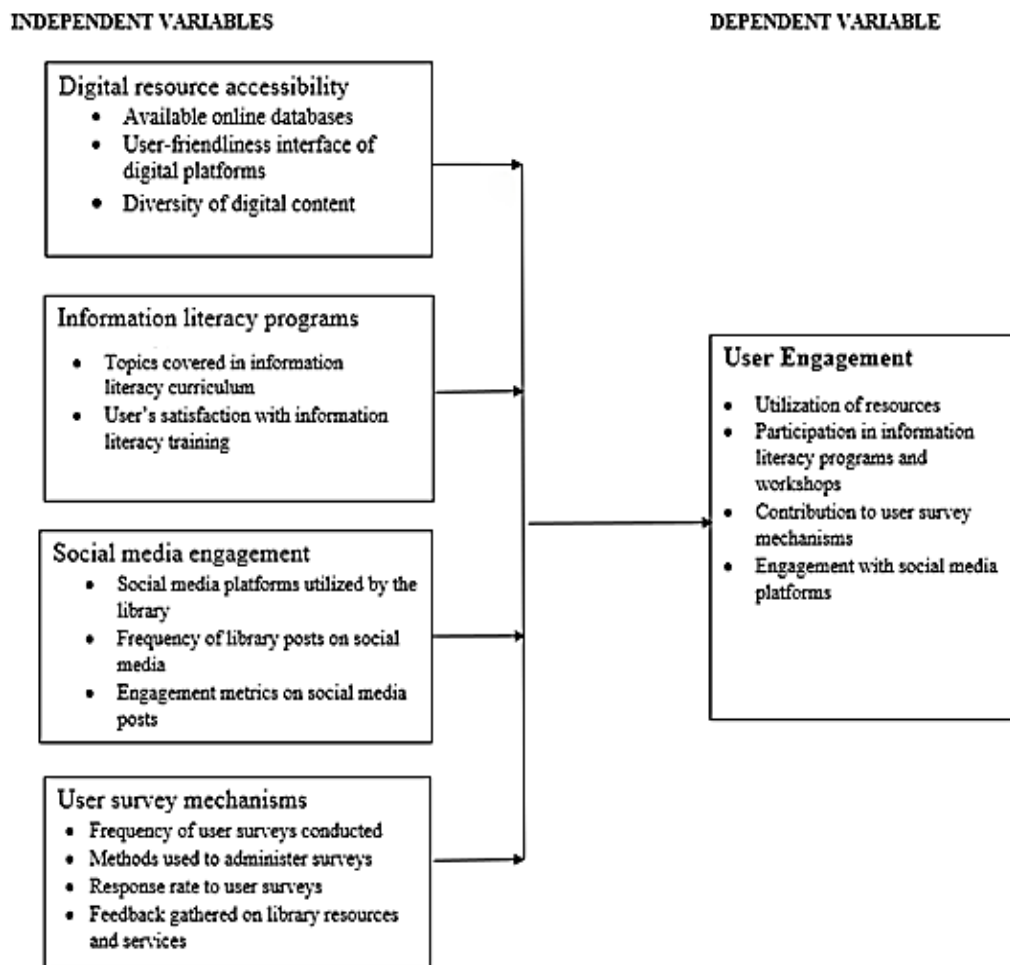 INDEPENDENT VARIABLES
DEPENDENT VARIABLE
Digital resource accessibility
• Available online databases
• User-friendliness interface of
digital platforms
• Diversity of digital content
Information literacy programs
• Topics covered in information
literacy curriculum
• User's satisfaction with information
literacy training
Social media engagement
• Social media platforms utilized by the
library
• Frequency of library posts on social
media
• Engagement metrics on social media
posts
User survey mechanisms
• Frequency of user surveys conducted
• Methods used to administer surveys
• Response rate to user surveys
• Feedback gathered on library resources
and services
User Engagement
• Utilization of resources
• Participation in information
literacy programs and
workshops
• Contribution to user survey
mechanisms
• Engagement with social media
platforms